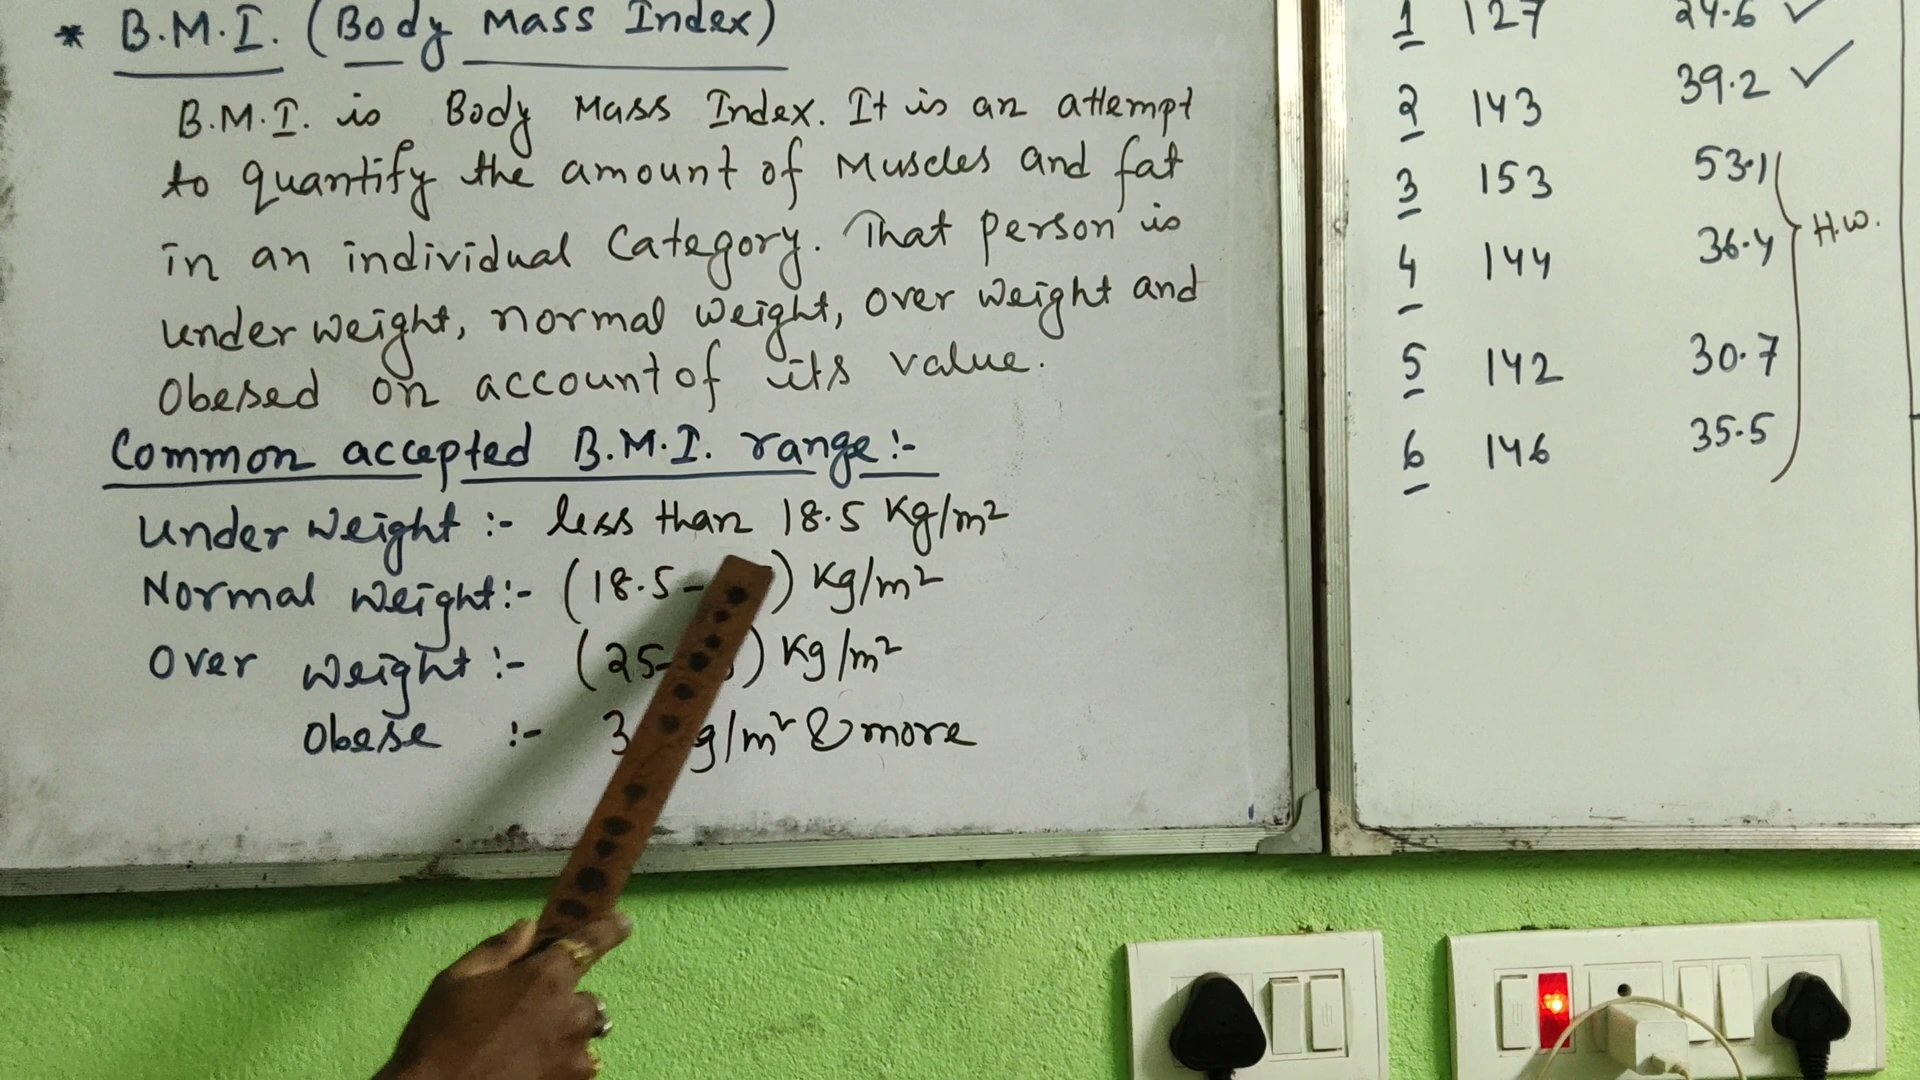 * B.M.I. (Body Mass Index)
B.M.I. is Body Mass Index. It is an attempt
to quantify the amount of Muscles and fat
in an individual Category. That person is
under weight, normal weight, over weight and
Obesed on account of its value.
Common accepted B.M.I. range:-
Under Weight :- less than 18.5 Kg/m²
Normal Weight:- (18.5- ) Kg/m²
Over Weight :- (25- ) Kg/m²
Obese :- 3 g/m² & more
1 127 24.6 ✓
2 143 39.2 ✓
3 153 53.1
4 144 36.4
H.W.
5 142 30.7
6 146 35.5